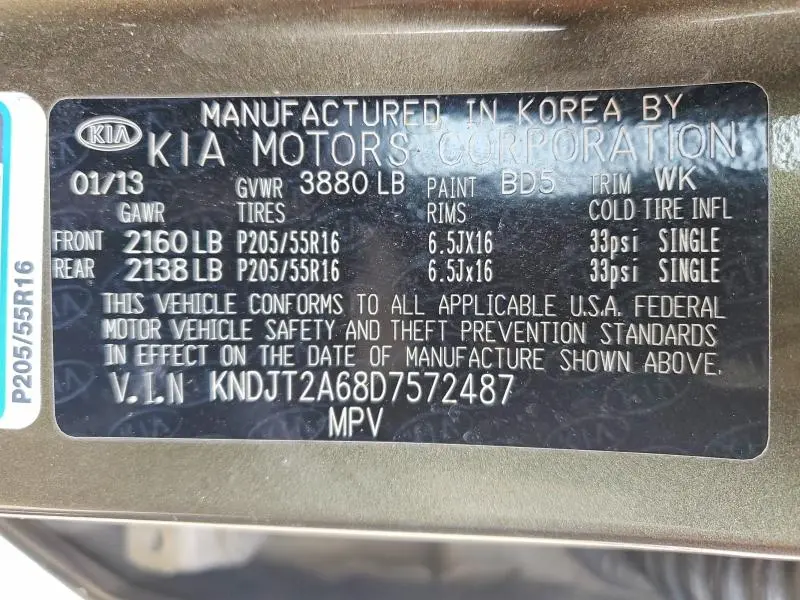 MANUFACTURED IN KOREA BY
KIA KIA MOTORS CORPORATION
01/13 GVWR 3880 LB PAINT BD5 TRIM WK
GAWR TIRES RIMS COLD TIRE INFL
FRONT 2160 LB P205/55R16 6.5JX16 33psi SINGLE
REAR 2138 LB P205/55R16 6.5Jx16 33psi SINGLE
THIS VEHICLE CONFORMS TO ALL APPLICABLE U.S.A. FEDERAL
MOTOR VEHICLE SAFETY AND THEFT PREVENTION STANDARDS
IN EFFECT ON THE DATE OF MANUFACTURE SHOWN ABOVE.
V.I.N KNDJT2A68D7572487
MPV
P205/55R16